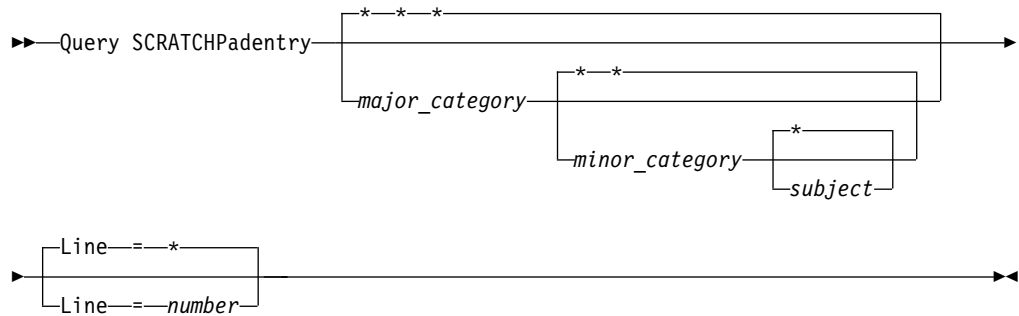 * * *
Query SCRATCHPadentry
* *
major_category
*
minor_category
subject
Line = *
Line = number